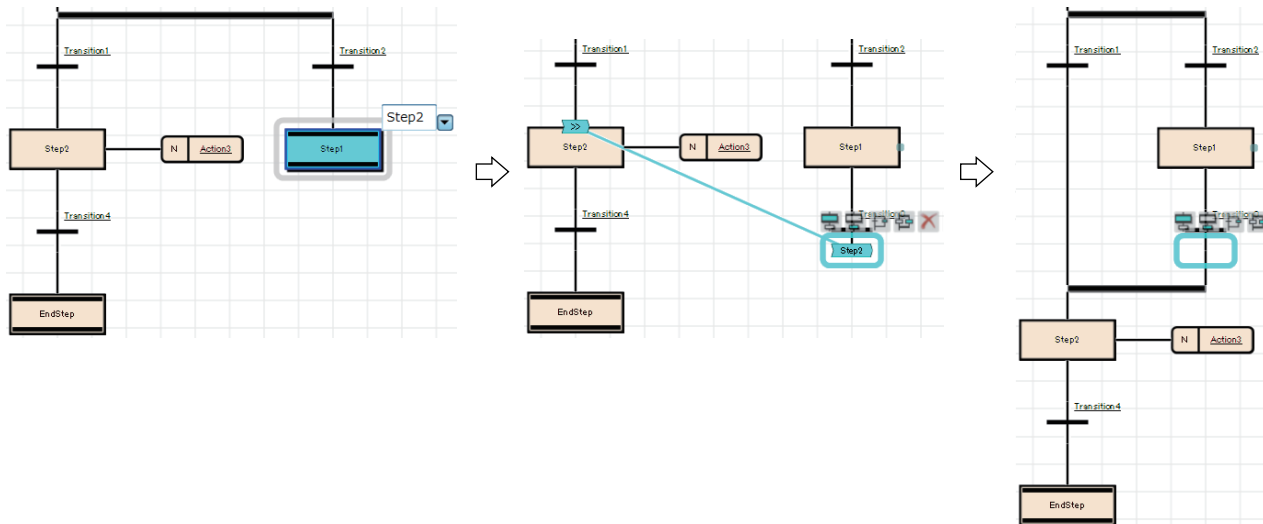 Transition1
Transition2
Step2
Step2
N
Action3
Step1
Transition4
EndStep
Transition1
Transition2
>>
Step2
N
Action3
Step1
Transition4
Step2
EndStep
Transition1
Transition2
Step1
Step2
N
Action3
Transition4
EndStep